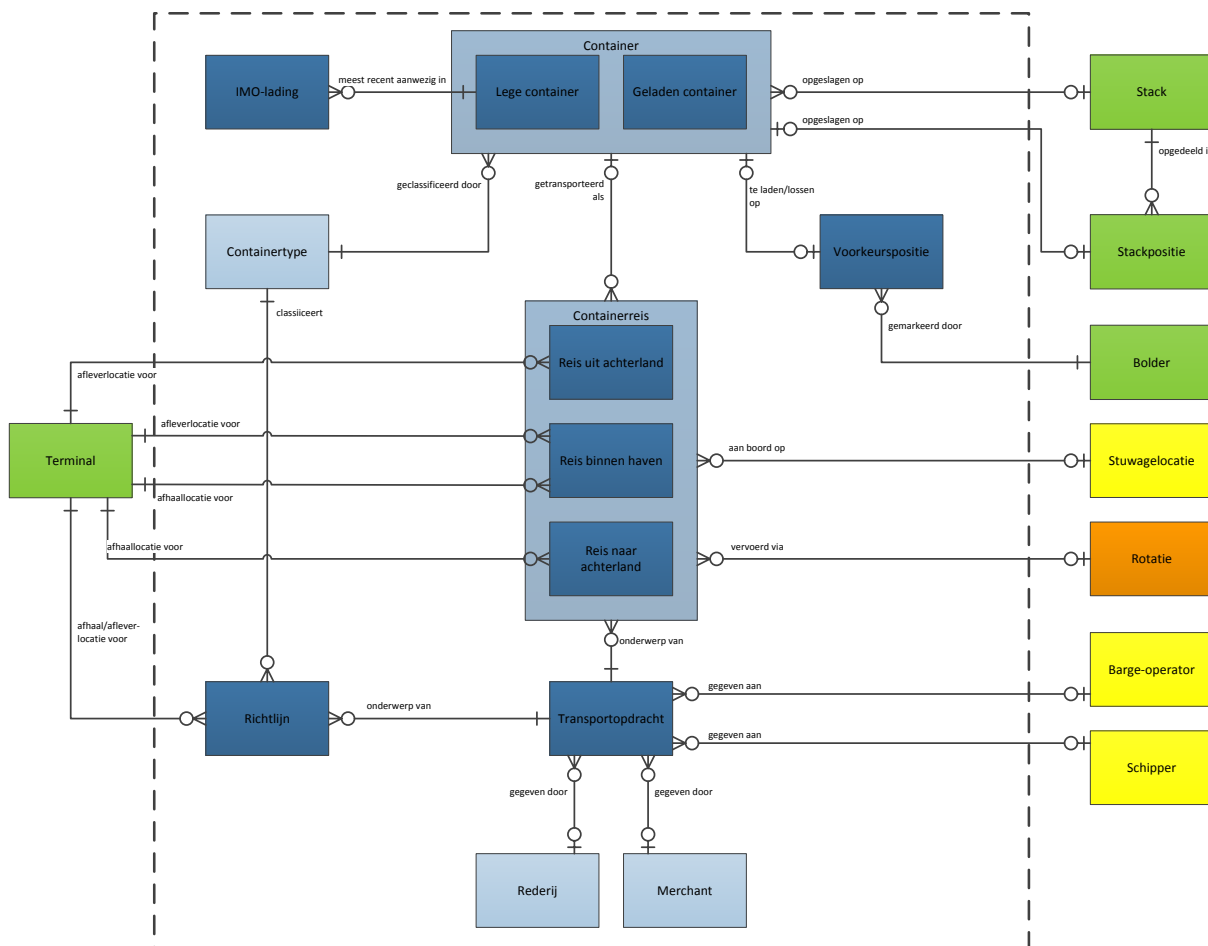 Container
IMO-lading
meest recent aanwezig in
Lege container
Geladen container
opgeslagen op
Stack
opgeslagen op
opgedeeld i
geclassificeerd door
getransporteerd
als
te laden/lossen
op
Containertype
Voorkeurspositie
Stackpositie
classiiceert
Containerreis
gemarkeerd door
Reis uit achterland
Bolder
afleverlocatie voor
afleverlocatie voor
Terminal
Reis binnen haven
aan boord op
Stuwagelocatie
afhaallocatie voor
afhaallocatie voor
Reis naar
achterland
vervoerd via
Rotatie
afhaal/aflever-
locatie voor
onderwerp van
Barge-operator
gegeven aan
Richtlijn
onderwerp van
Transportopdracht
gegeven aan
Schipper
gegeven door
gegeven door
Rederij
Merchant